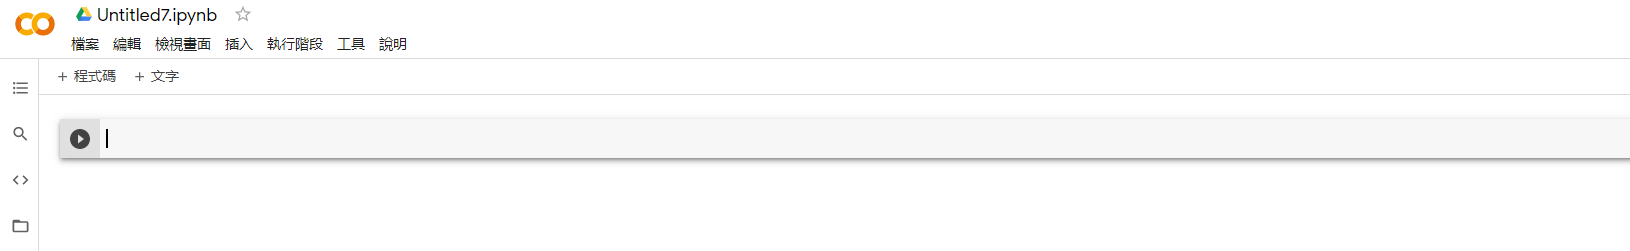 Untitled7.ipynb
檔案 編輯 檢視畫面 插入 執行階段 工具 說明
+ 程式碼 + 文字